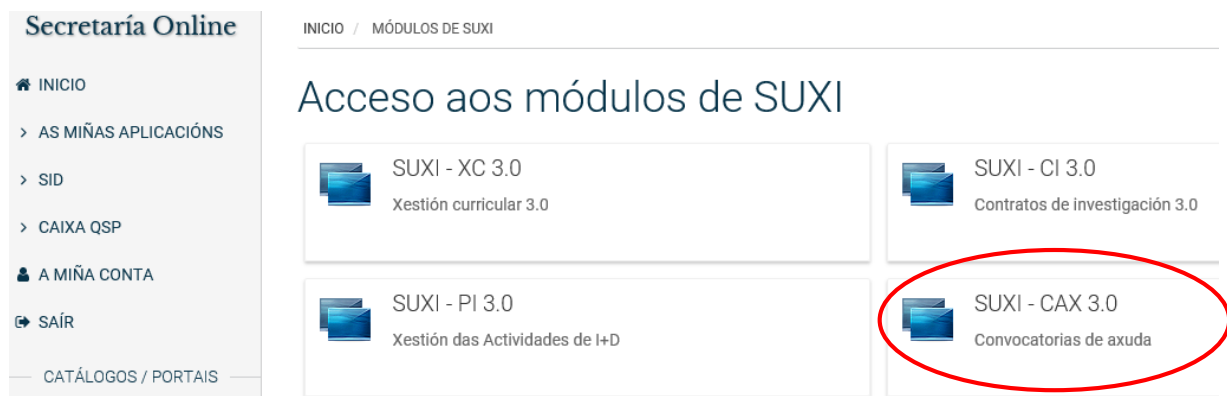 Secretaría Online
INICIO
> AS MIÑAS APLICACIÓNS
> SID
> CAIXA QSP
A MIÑA CONTA
SAÍR
CATÁLOGOS / PORTAIS
INICIO / MÓDULOS DE SUXI
Acceso aos módulos de SUXI
SUXI - XC 3.0
Xestión curricular 3.0
SUXI - CI 3.0
Contratos de investigación 3.0
SUXI - PI 3.0
Xestión das Actividades de I+D
SUXI - CAX 3.0
Convocatorias de axuda